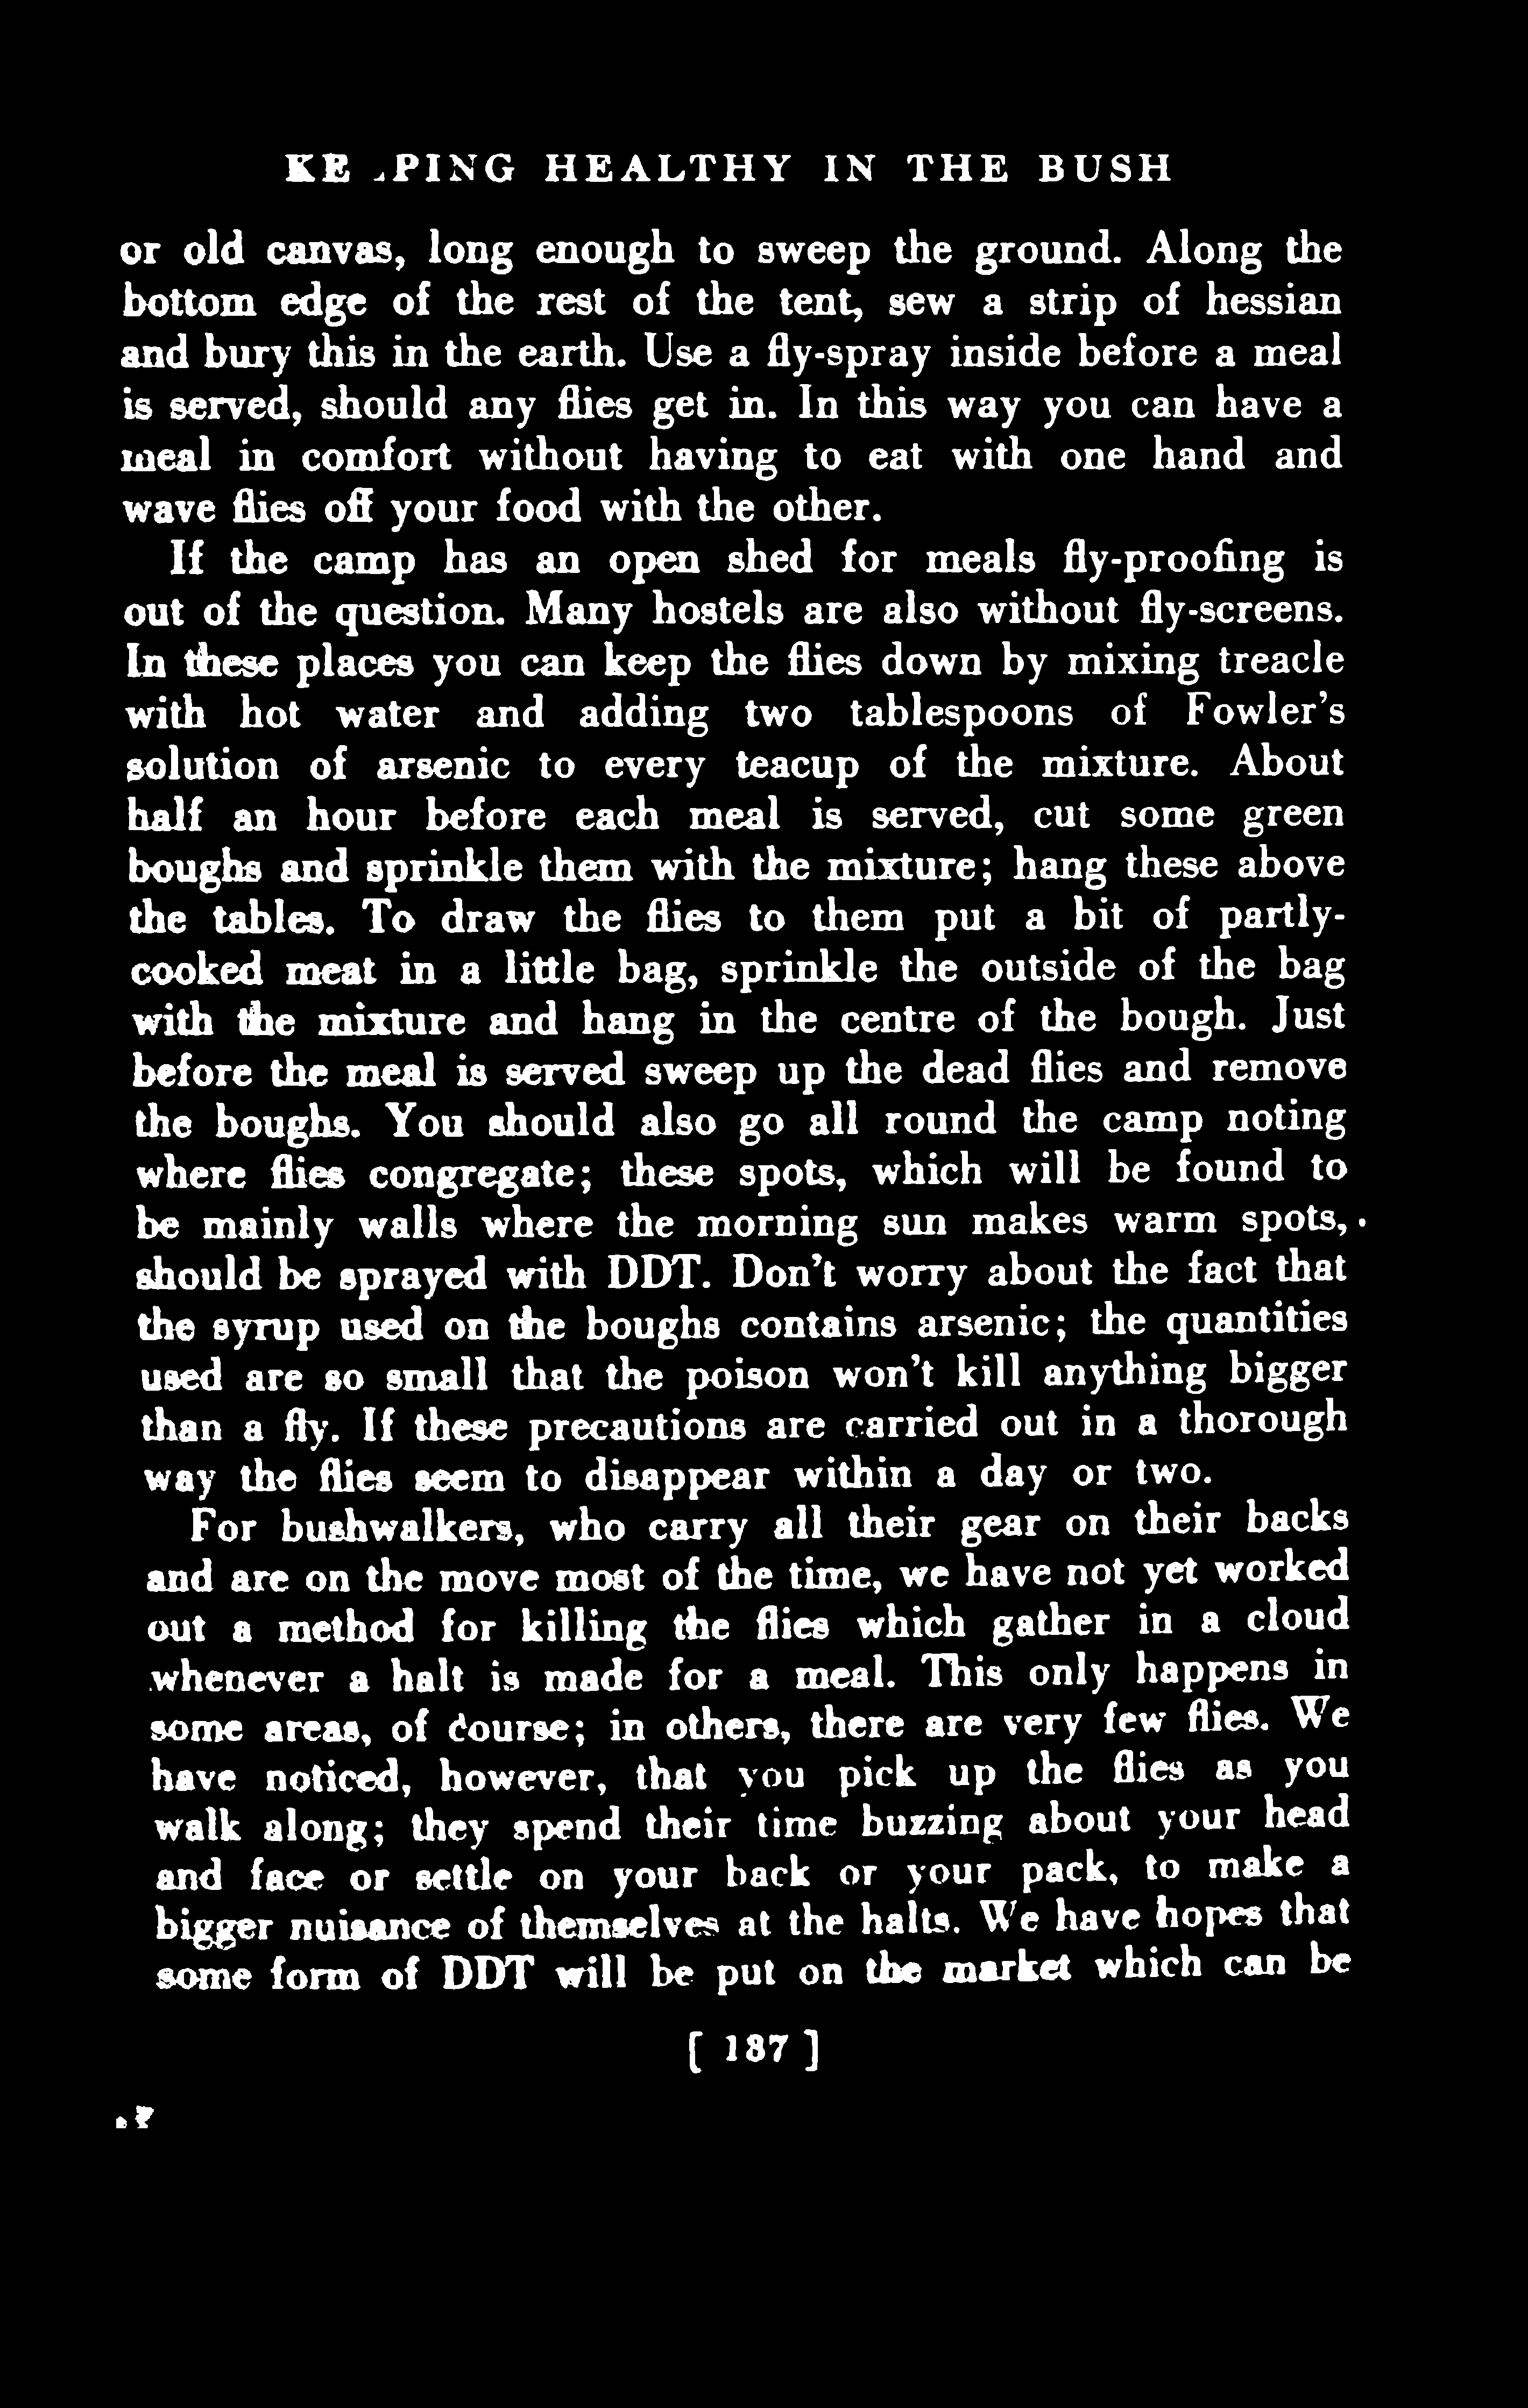 KE PING HEALTHY IN THE BUSH
or old canvas, long enough to sweep the ground. Along the
bottom edge of the rest of the tent, sew a strip of hessian
and bury this in the earth. Use a fly-spray inside before a meal
is served, should any flies get in. In this way you can have a
meal in comfort without having to eat with one hand and
wave flies off your food with the other.
If the camp has an open shed for meals fly-proofing is
out of the question. Many hostels are also without fly-screens.
In these places you can keep the flies down by mixing treacle
with hot water and adding two tablespoons of Fowler's
solution of arsenic to every teacup of the mixture. About
half an hour before each meal is served, cut some green
boughs and sprinkle them with the mixture; hang these above
the tables. To draw the flies to them put a bit of partly-
cooked meat in a little bag, sprinkle the outside of the bag
with the mixture and hang in the centre of the bough. Just
before the meal is served sweep up the dead flies and remove
the boughs. You should also go all round the camp noting
where flies congregate; these spots, which will be found to
be mainly walls where the morning sun makes warm spots,
should be sprayed with DDT. Don't worry about the fact that
the syrup used on the boughs contains arsenic; the quantities
used are so small that the poison won't kill anything bigger
than a fly. If these precautions are carried out in a thorough
way the flies seem to disappear within a day or two.
For bushwalkers, who carry all their gear on their backs
and are on the move most of the time, we have not yet worked
out a method for killing the flies which gather in a cloud
whenever a halt is made for a meal. This only happens in
some areas, of course; in others, there are very few flies. We
have noticed, however, that you pick up the flies as you
walk along; they spend their time buzzing about your head
and face or settle on your back or your pack, to make a
bigger nuisance of themselves at the halts. We have hopes that
some form of DDT will be put on the market which can be
[ 187 ]